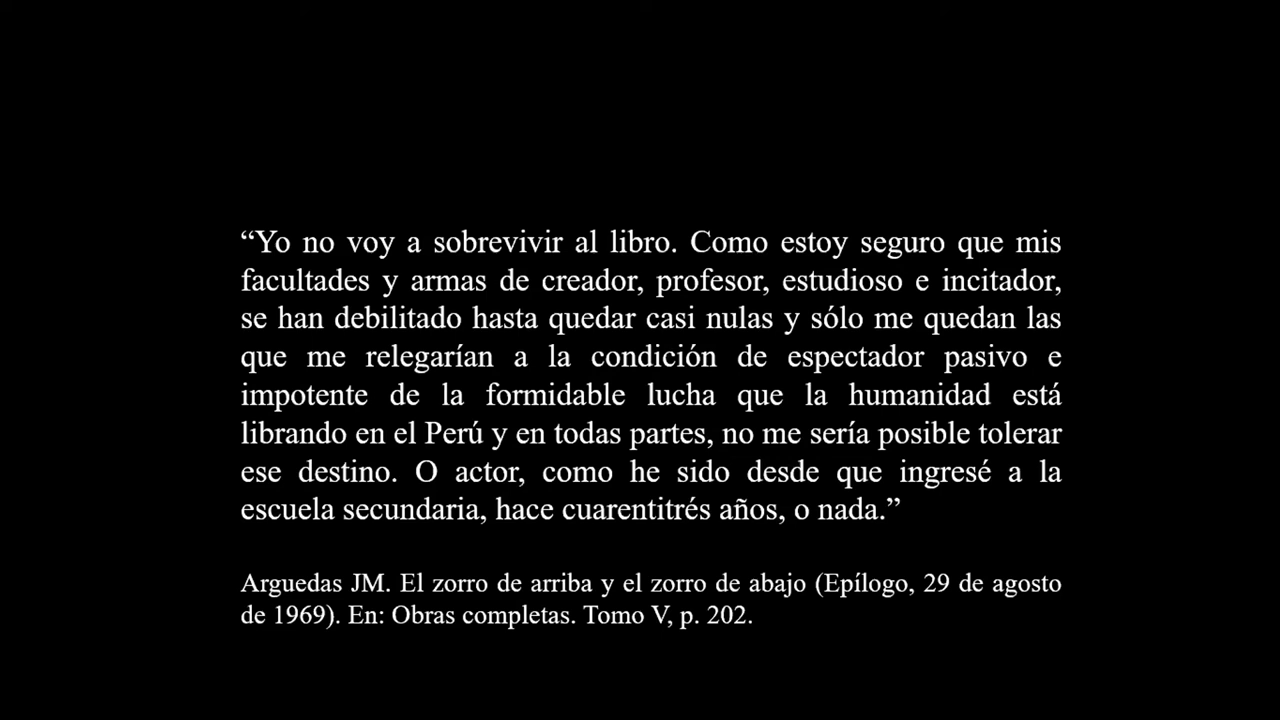 “Yo no voy a sobrevivir al libro. Como estoy seguro que mis
facultades y armas de creador, profesor, estudioso e incitador,
se han debilitado hasta quedar casi nulas y sólo me quedan las
que me relegarían a la condición de espectador pasivo e
impotente de la formidable lucha que la humanidad está
librando en el Perú y en todas partes, no me sería posible tolerar
ese destino. O actor, como he sido desde que ingresé a la
escuela secundaria, hace cuarentitrés años, o nada.”
Arguedas JM. El zorro de arriba y el zorro de abajo (Epílogo, 29 de agosto
de 1969). En: Obras completas. Tomo V, p. 202.